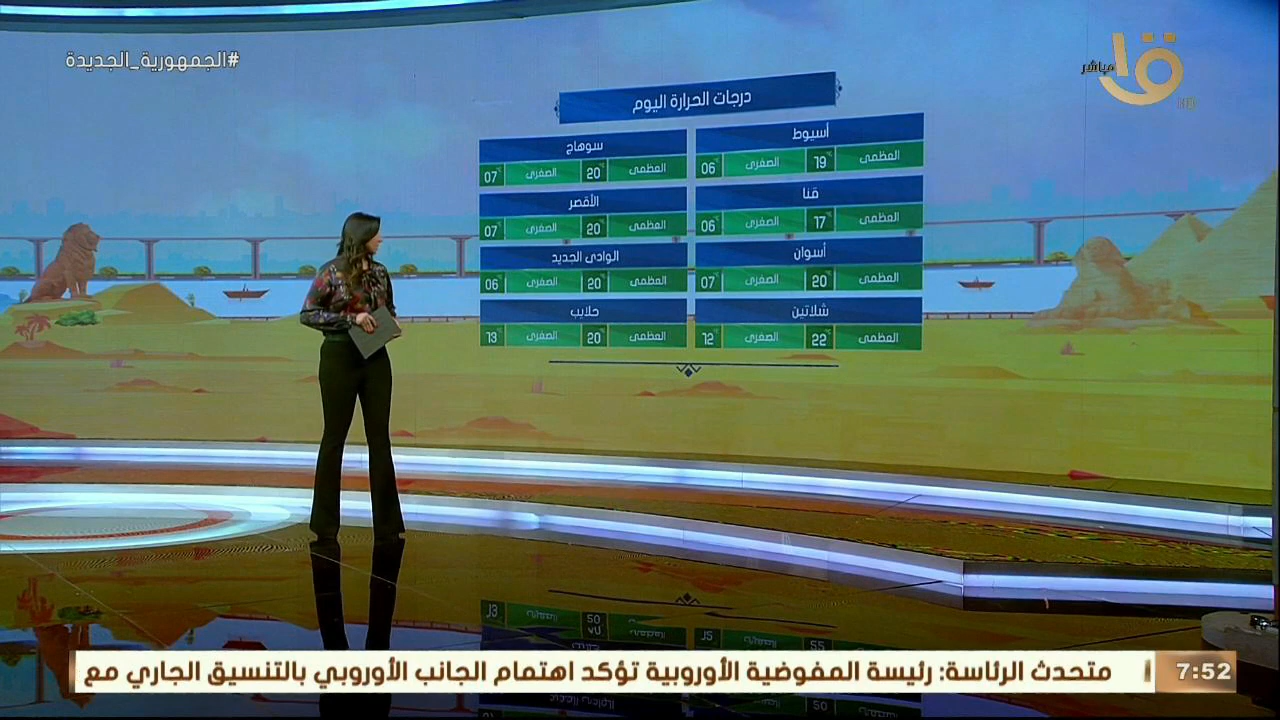 #الجمهورية_الجديدة
مباشر
HD
درجات الحرارة اليوم
أسيوط
العظمى 19°c الصغرى 06°c
سوهاج
العظمى 20°c الصغرى 07°c
قنا
العظمى 17°c الصغرى 06°c
الأقصر
العظمى 20°c الصغرى 07°c
أسوان
العظمى 20°c الصغرى 07°c
الوادى الجديد
العظمى 20°c الصغرى 06°c
شلاتين
العظمى 22°c الصغرى 12°c
حلايب
العظمى 20°c الصغرى 13°c
7:52
متحدث الرئاسة: رئيسة المفوضية الأوروبية تؤكد اهتمام الجانب الأوروبي بالتنسيق الجاري مع